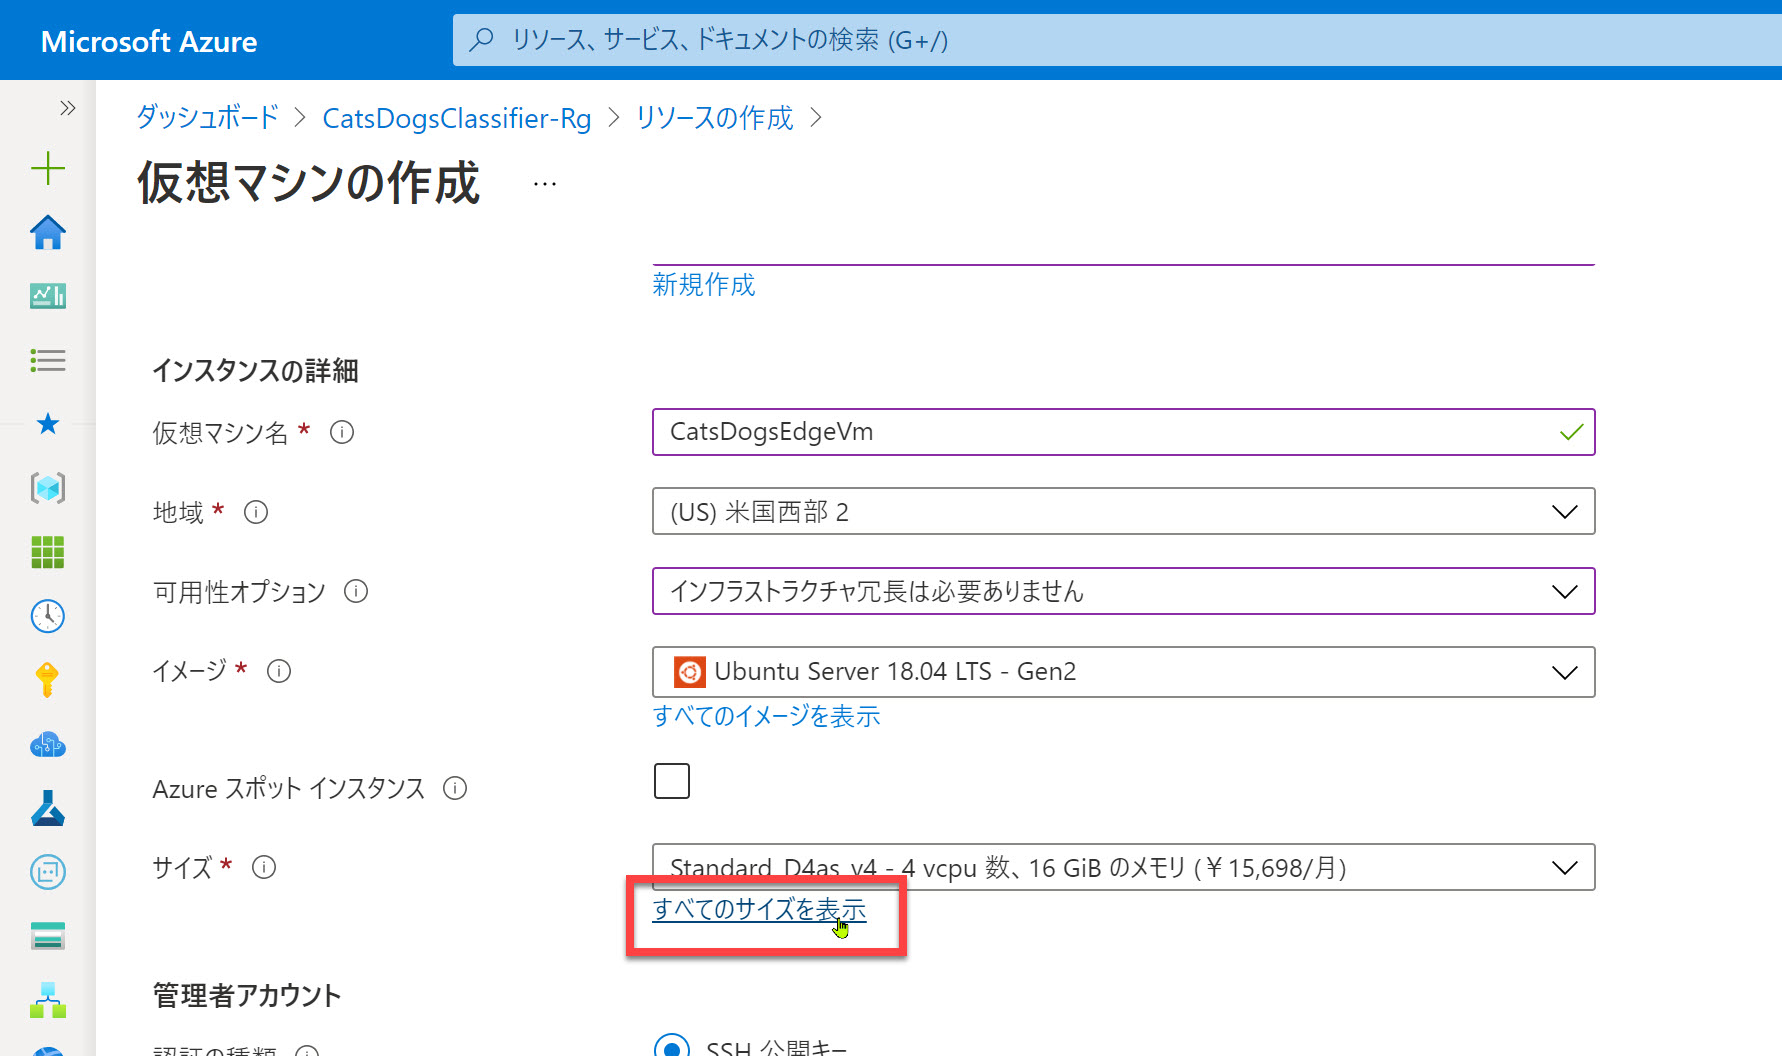 Microsoft Azure
リソース、サービス、ドキュメントの検索 (G+/)
ダッシュボード > CatsDogsClassifier-Rg > リソースの作成 >
仮想マシンの作成 …
新規作成
インスタンスの詳細
仮想マシン名 *
CatsDogsEdgeVm
地域 *
(US) 米国西部 2
可用性オプション
インフラストラクチャ冗長は必要ありません
イメージ *
Ubuntu Server 18.04 LTS - Gen2
すべてのイメージを表示
Azure スポット インスタンス
サイズ *
Standard_D4as_v4 - 4 vcpu 数、16 GiB のメモリ (¥15,698/月)
すべてのサイズを表示
管理者アカウント
認証の種類
SSH 公開キー